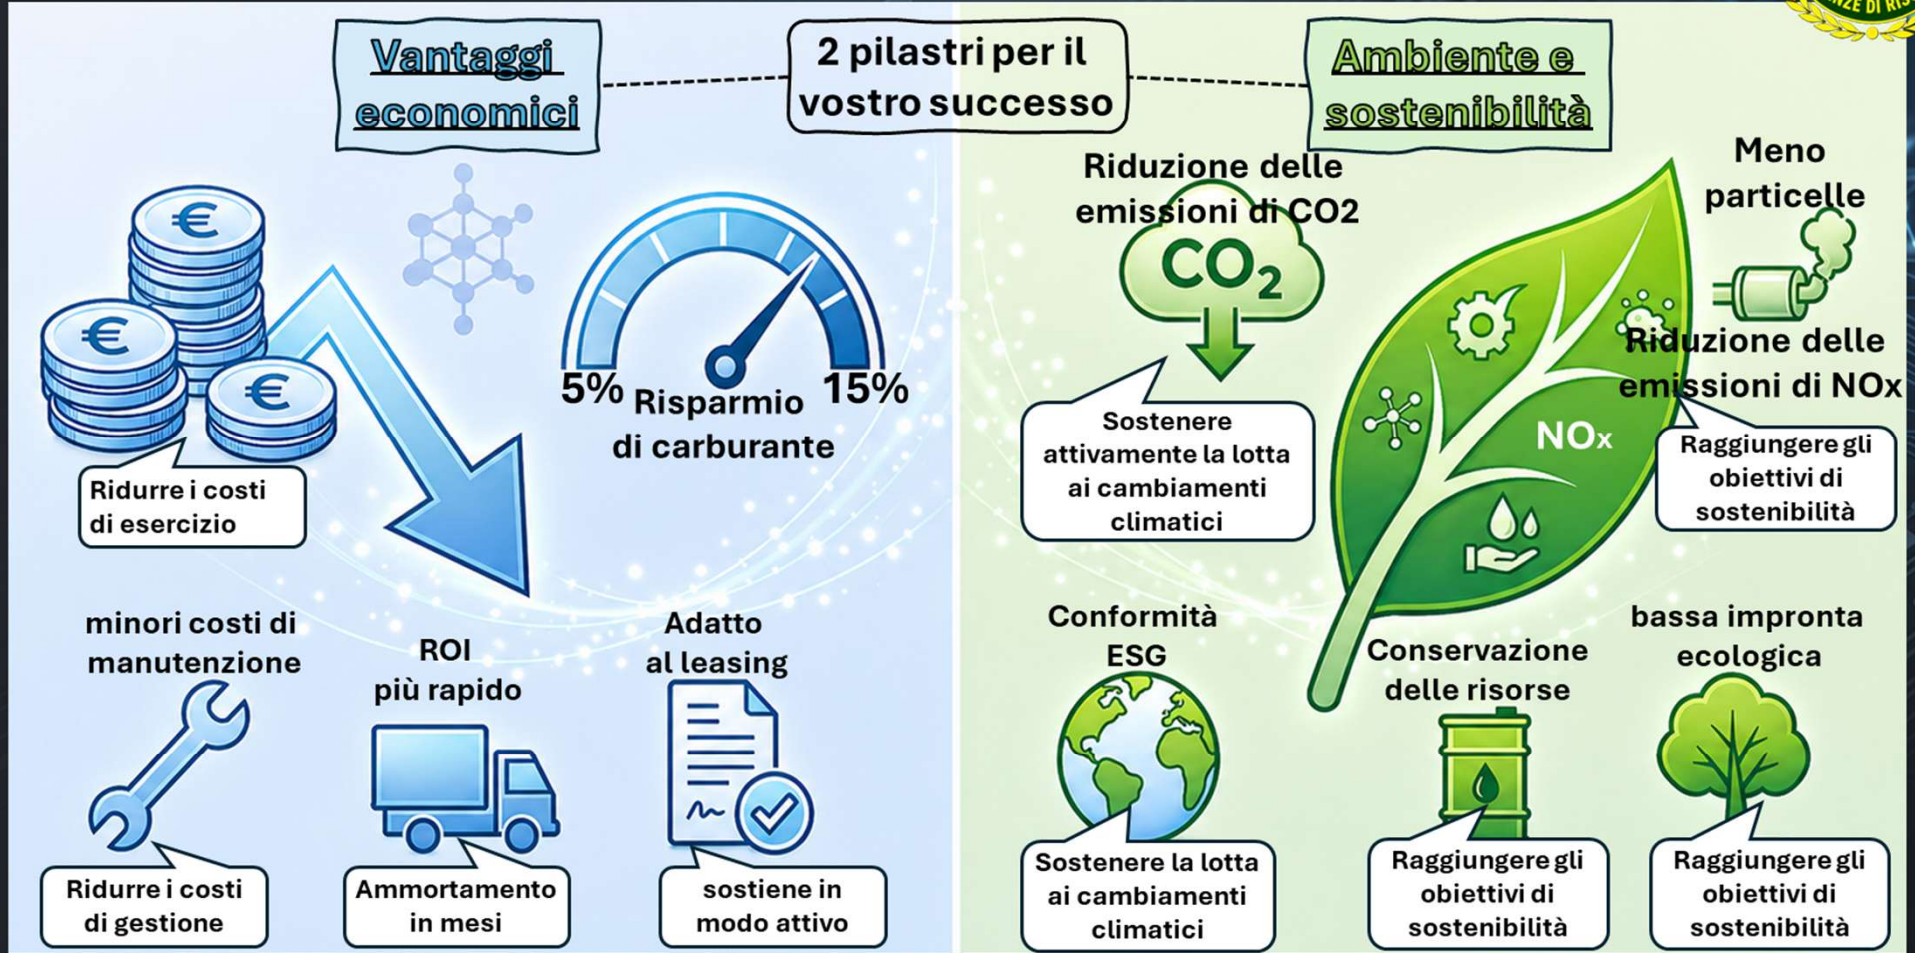 Vantaggi
economici
2 pilastri per il
vostro successo
Ambiente e
sostenibilità
€
€
€
Ridurre i costi
di esercizio
5%
15%
Risparmio
di carburante
minori costi di
manutenzione
Ridurre i costi
di gestione
ROI
più rapido
Ammortamento
in mesi
Adatto
al leasing
sostiene in
modo attivo
Riduzione delle
emissioni di CO2
CO₂
Sostenere
attivamente la lotta
ai cambiamenti
climatici
Meno
particelle
Riduzione delle
emissioni di NOx
NOx
Raggiungere gli
obiettivi di
sostenibilità
Conformità
ESG
Sostenere la lotta
ai cambiamenti
climatici
Conservazione
delle risorse
Raggiungere gli
obiettivi di
sostenibilità
bassa impronta
ecologica
Raggiungere gli
obiettivi di
sostenibilità